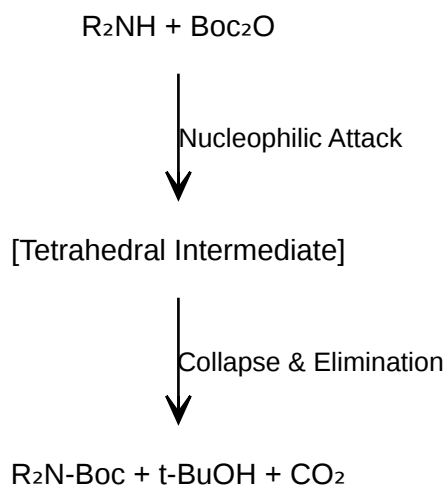 R₂NH + Boc₂O
Nucleophilic Attack
[Tetrahedral Intermediate]
Collapse & Elimination
R₂N-Boc + t-BuOH + CO₂